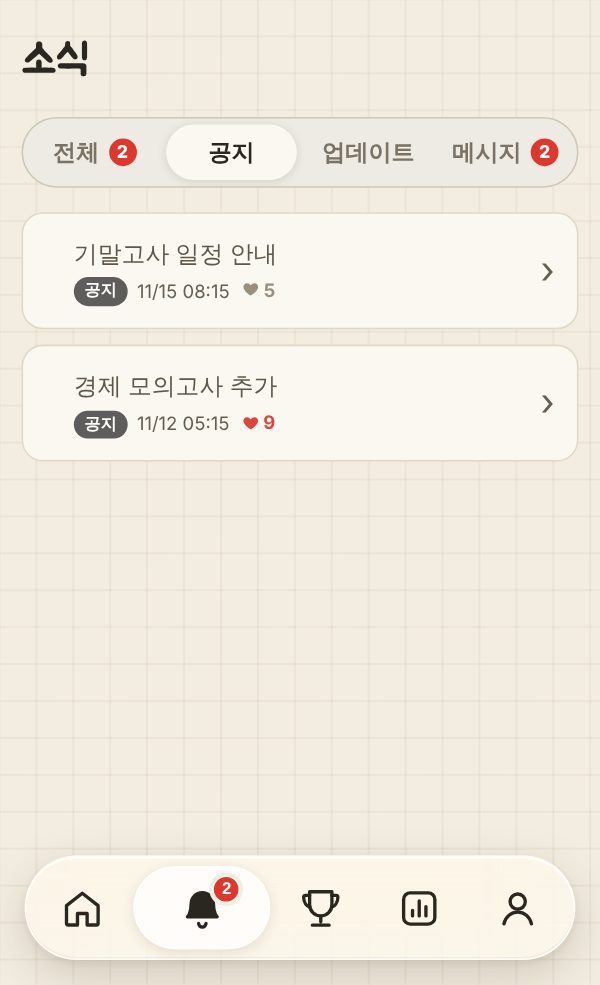 소식
전체 2 공지 업데이트 메시지 2
기말고사 일정 안내
공지 11/15 08:15 5
경제 모의고사 추가
공지 11/12 05:15 9
2